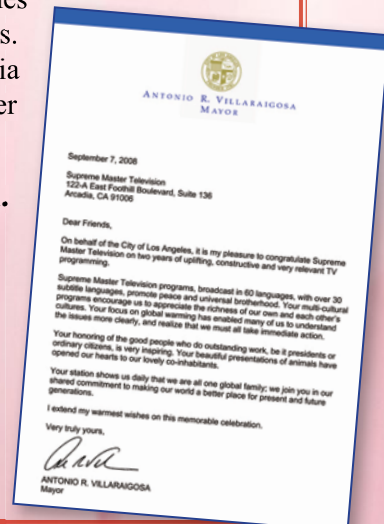 es
s.
ia
er
.
ANTONIO R. VILLARAIGOSA
MAYOR
September 7, 2008
Supreme Master Television
122-A East Foothill Boulevard, Suite 136
Arcadia, CA 91006
Dear Friends,
On behalf of the City of Los Angeles, it is my pleasure to congratulate Supreme
Master Television on two years of uplifting, constructive and very relevant TV
programming.
Supreme Master Television programs, broadcast in 60 languages, with over 30
subtitle languages, promote peace and universal brotherhood. Your multi-cultural
programs encourage us to appreciate the richness of our own and each other's
cultures. Your focus on global warming has enabled many of us to understand
the issues more clearly, and realize that we must all take immediate action.
Your honoring of the good people who do outstanding work, be it presidents or
ordinary citizens, is very inspiring. Your beautiful presentations of animals have
opened our hearts to our lovely co-inhabitants.
Your station shows us daily that we are all one global family; we join you in our
shared commitment to making our world a better place for present and future
generations.
I extend my warmest wishes on this memorable celebration.
Very truly yours,
ANTONIO R. VILLARAIGOSA
Mayor